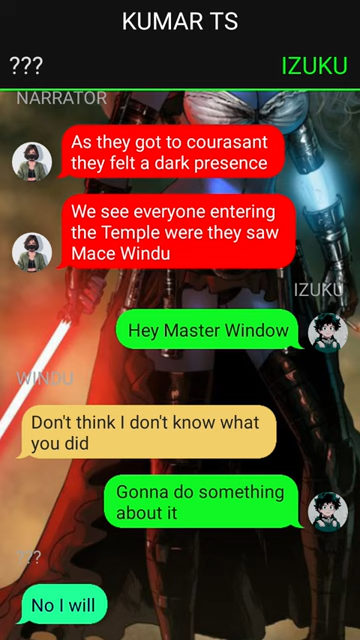 KUMAR TS
??? IZUKU
NARRATOR
As they got to courasant
they felt a dark presence
We see everyone entering
the Temple were they saw
Mace Windu
IZUKU
Hey Master Window
WINDU
Don't think I don't know what
you did
Gonna do something
about it
???
No I will